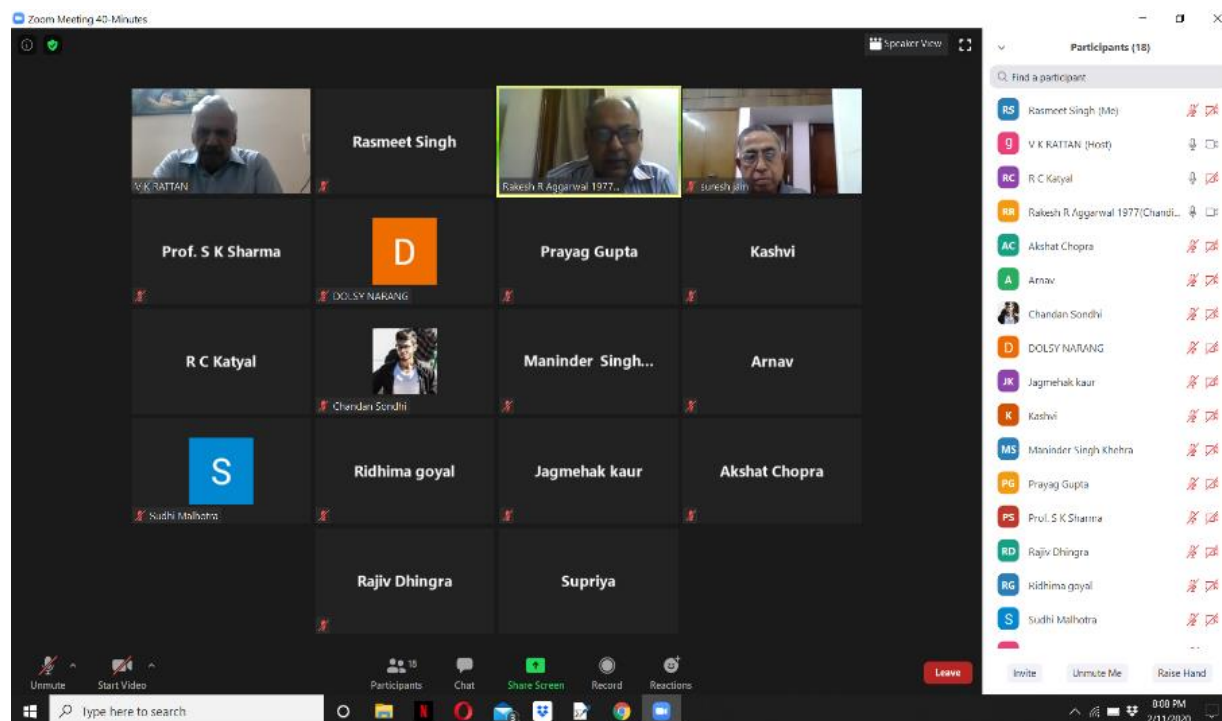 Zoom Meeting 40-Minutes
Speaker View
V K RATTAN
Rasmeet Singh
Rakesh R Aggarwal 1977...
suresh jain
Prof. S K Sharma
D
DOLSY NARANG
Prayag Gupta
Kashvi
R C Katyal
Chandan Sondhi
Maninder Singh...
Arnav
S
Sudhi Malhotra
Ridhima goyal
Jagmehak kaur
Akshat Chopra
Rajiv Dhingra
Supriya
Unmute
Start Video
Participants
18
Chat
Share Screen
Record
Reactions
Leave
Participants (18)
Find a participant
RS Rasmeet Singh (Me)
g V K RATTAN (Host)
RC R C Katyal
RR Rakesh R Aggarwal 1977(Chandi...
AC Akshat Chopra
A Arnav
Chandan Sondhi
D DOLSY NARANG
JK Jagmehak kaur
K Kashvi
MS Maninder Singh Khehra
PG Prayag Gupta
PS Prof. S K Sharma
RD Rajiv Dhingra
RG Ridhima goyal
S Sudhi Malhotra
Invite
Unmute Me
Raise Hand
Type here to search
3
8:08 PM
2/11/2020